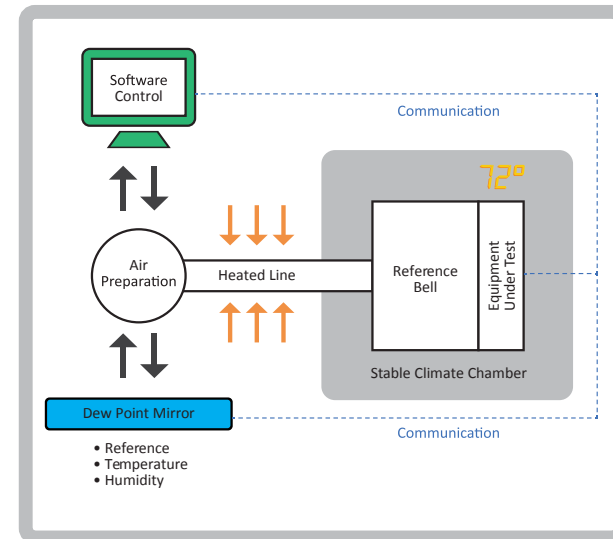 Software
Control
Communication
72°
Air
Preparation
Heated Line
Reference
Bell
Equipment
Under Test
Stable Climate Chamber
Dew Point Mirror
Communication
• Reference
• Temperature
• Humidity